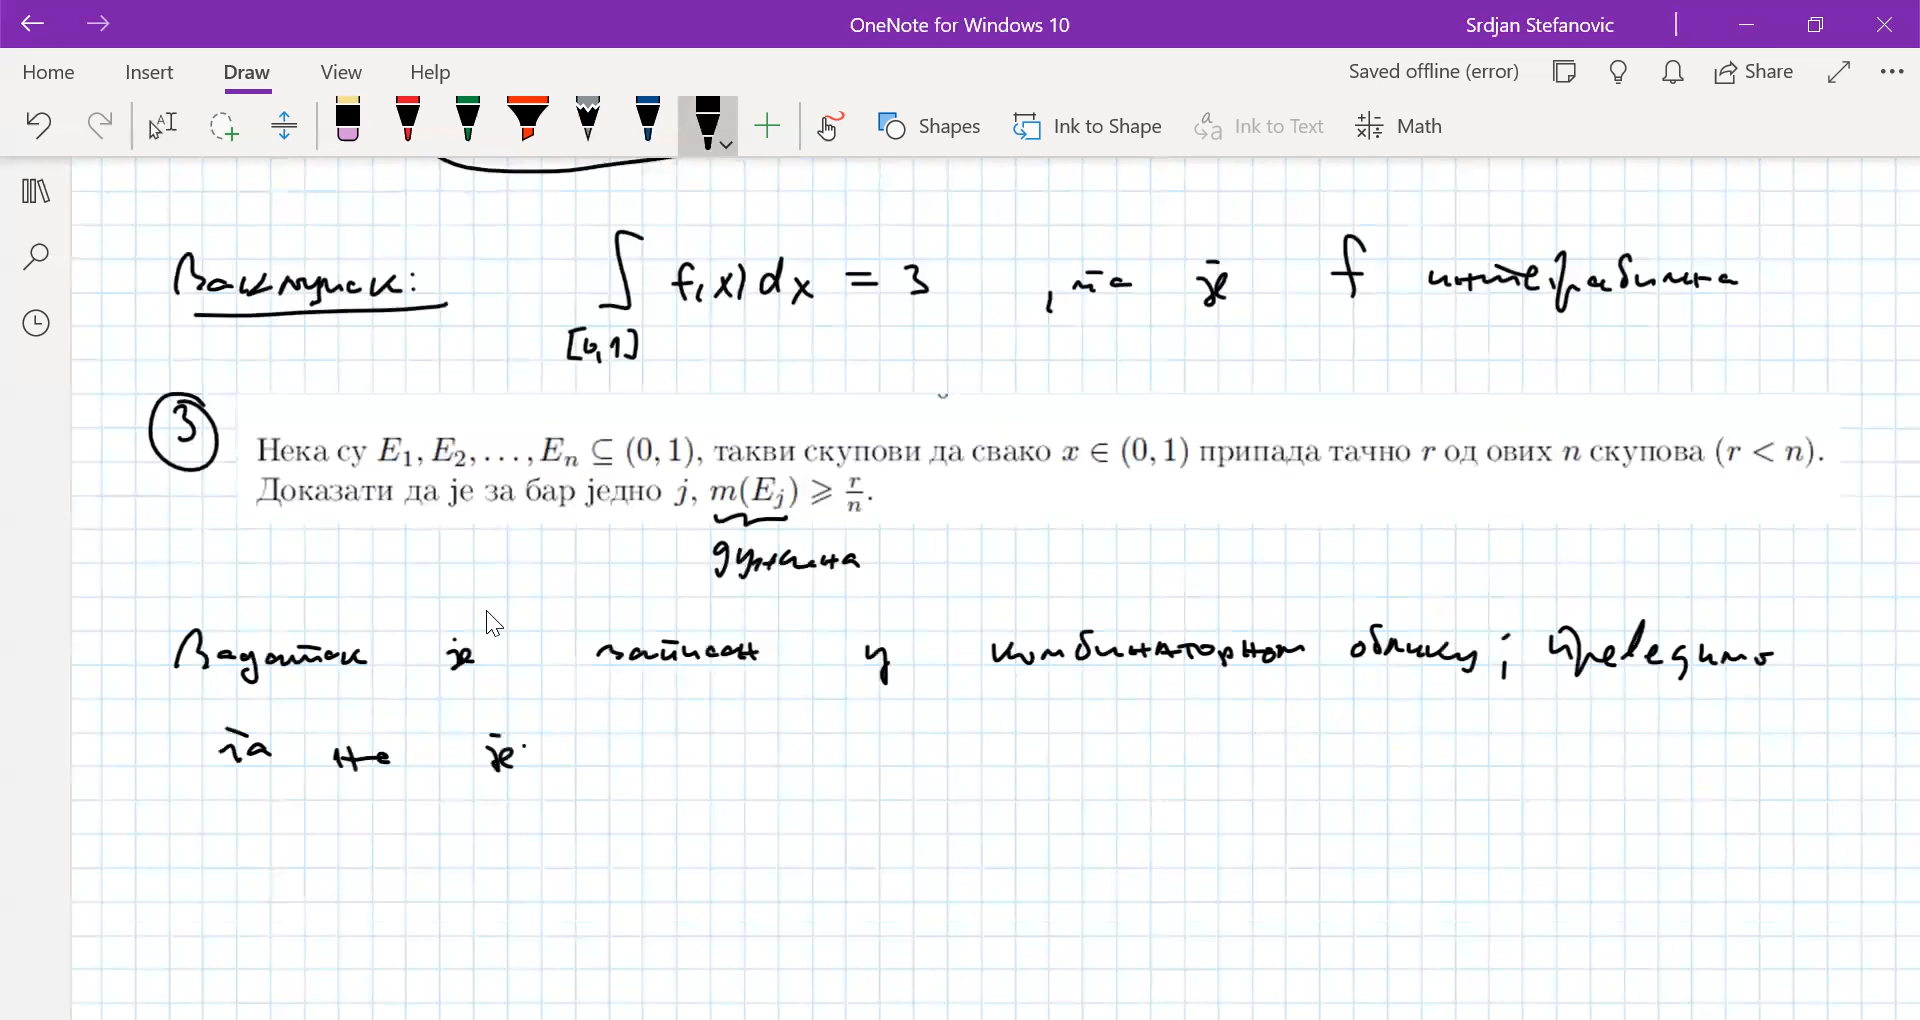 OneNote for Windows 10
Srdjan Stefanovic
Home Insert Draw View Help
Saved offline (error) Share
Shapes Ink to Shape Ink to Text Math
Закључак: ∫ f(x) dx = 3 , па је f интеграбилна
[0,1]
3
Нека су E₁, E₂, . . . , Eₙ ⊆ (0, 1), такви скупови да свако x ∈ (0, 1) припада тачно r од ових n скупова (r < n).
Доказати да је за бар једно j, m(Eⱼ) ⩾ r/n.
дужина
Задатак је записан у комбинаторном облику; преведимо
га на је